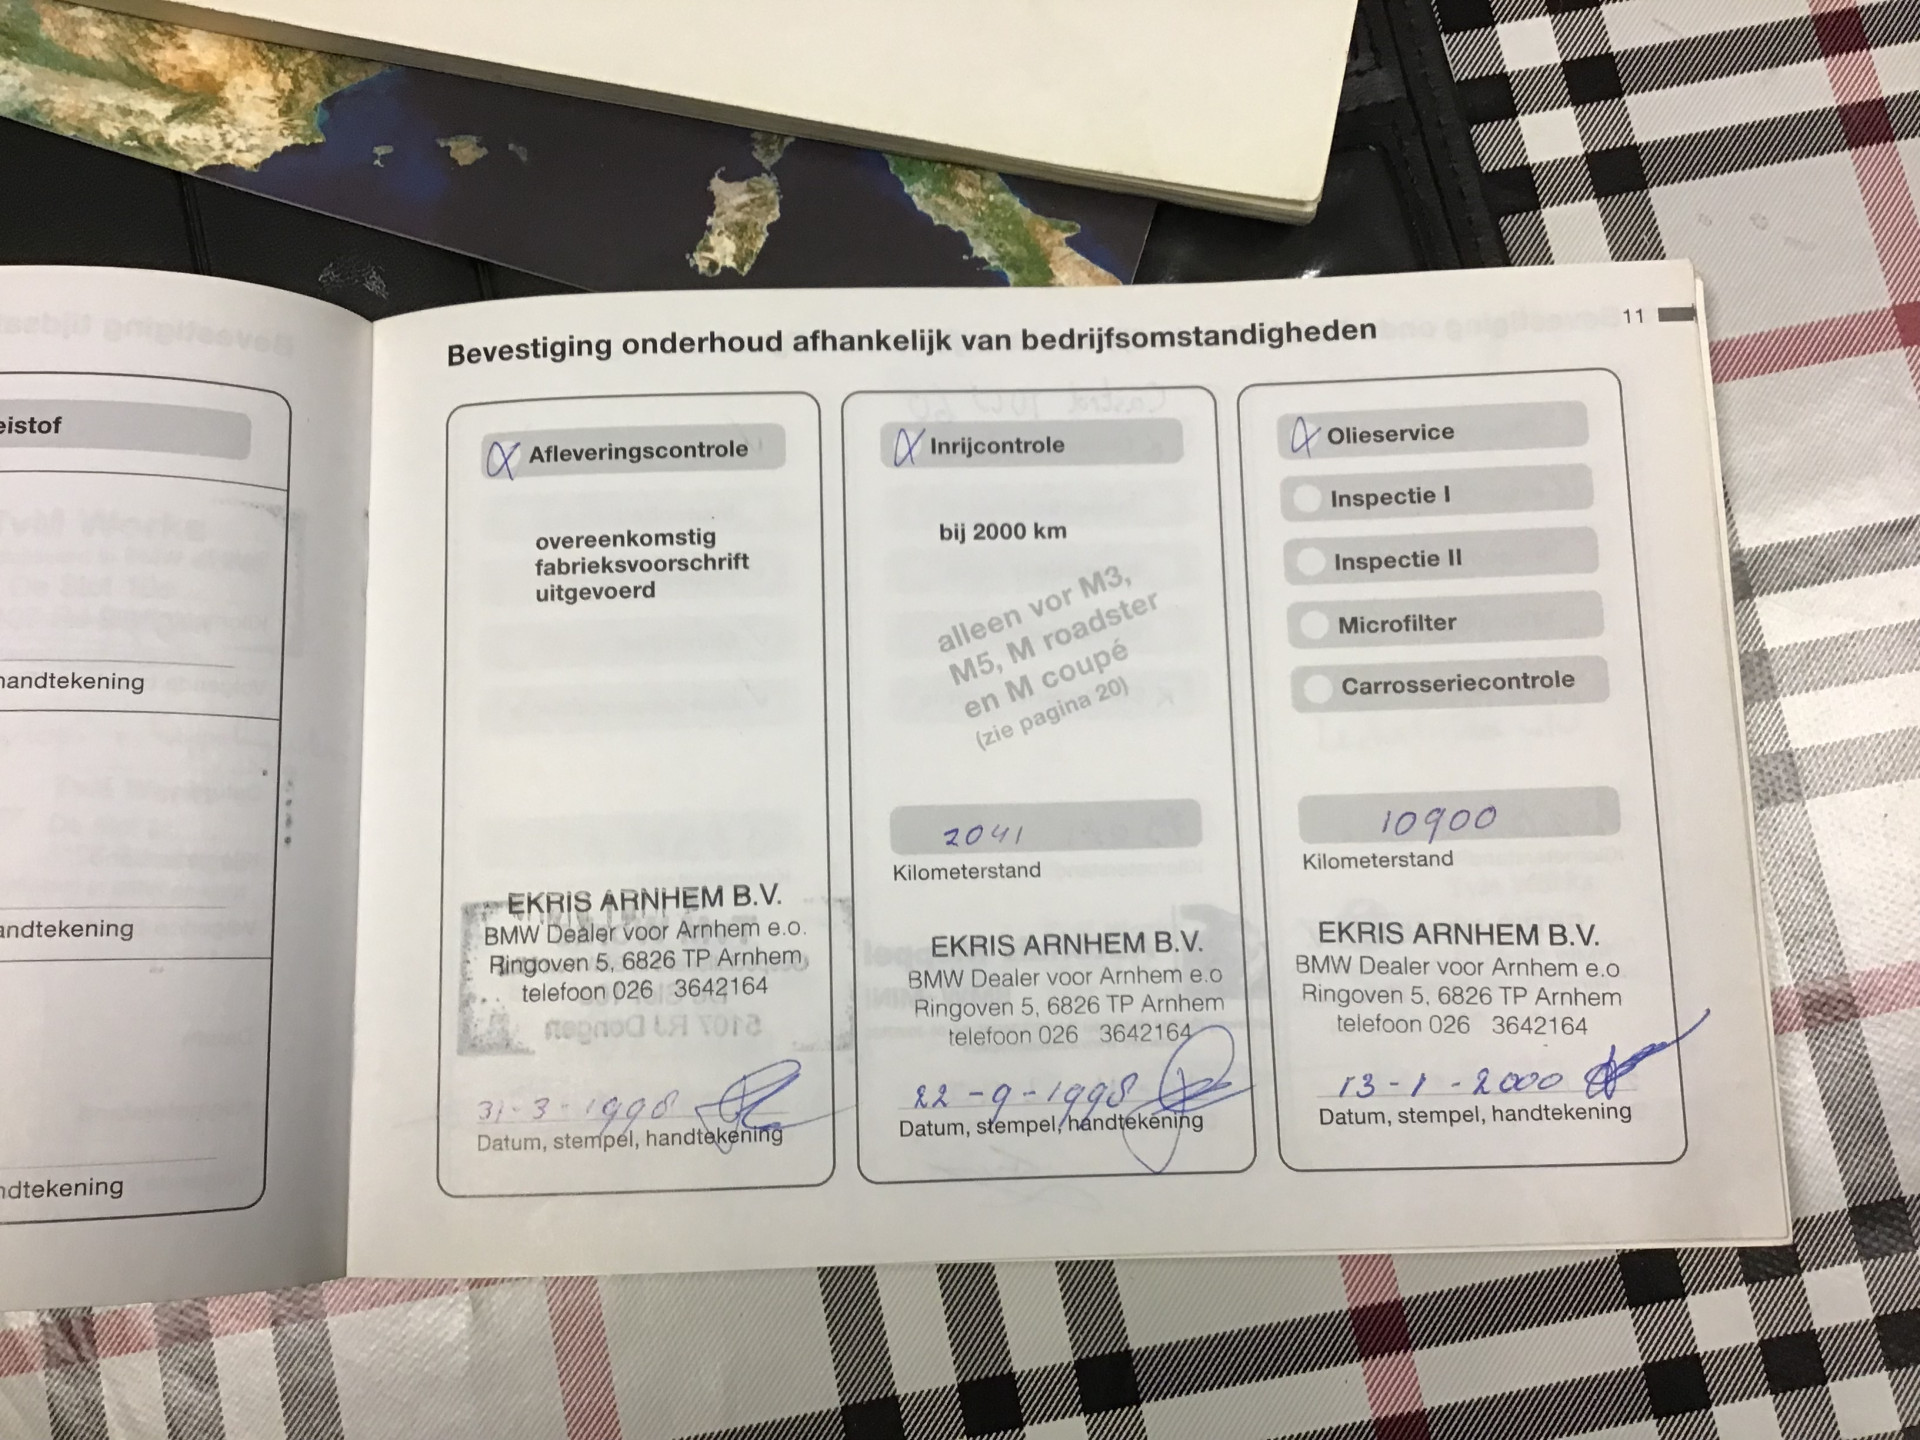 eistof
handtekening
andtekening
ndtekening
11
Bevestiging onderhoud afhankelijk van bedrijfsomstandigheden
Afleveringscontrole
overeenkomstig
fabrieksvoorschrift
uitgevoerd
EKRIS ARNHEM B.V.
BMW Dealer voor Arnhem e.o.
Ringoven 5, 6826 TP Arnhem
telefoon 026 3642164
31-3-1998
Datum, stempel, handtekening
Inrijcontrole
bij 2000 km
alleen vor M3,
M5, M roadster
en M coupé
(zie pagina 20)
2041
Kilometerstand
EKRIS ARNHEM B.V.
BMW Dealer voor Arnhem e.o
Ringoven 5, 6826 TP Arnhem
telefoon 026 3642164
22-9-1998
Datum, stempel, handtekening
Olieservice
Inspectie I
Inspectie II
Microfilter
Carrosseriecontrole
10900
Kilometerstand
EKRIS ARNHEM B.V.
BMW Dealer voor Arnhem e.o
Ringoven 5, 6826 TP Arnhem
telefoon 026 3642164
13-1-2000
Datum, stempel, handtekening